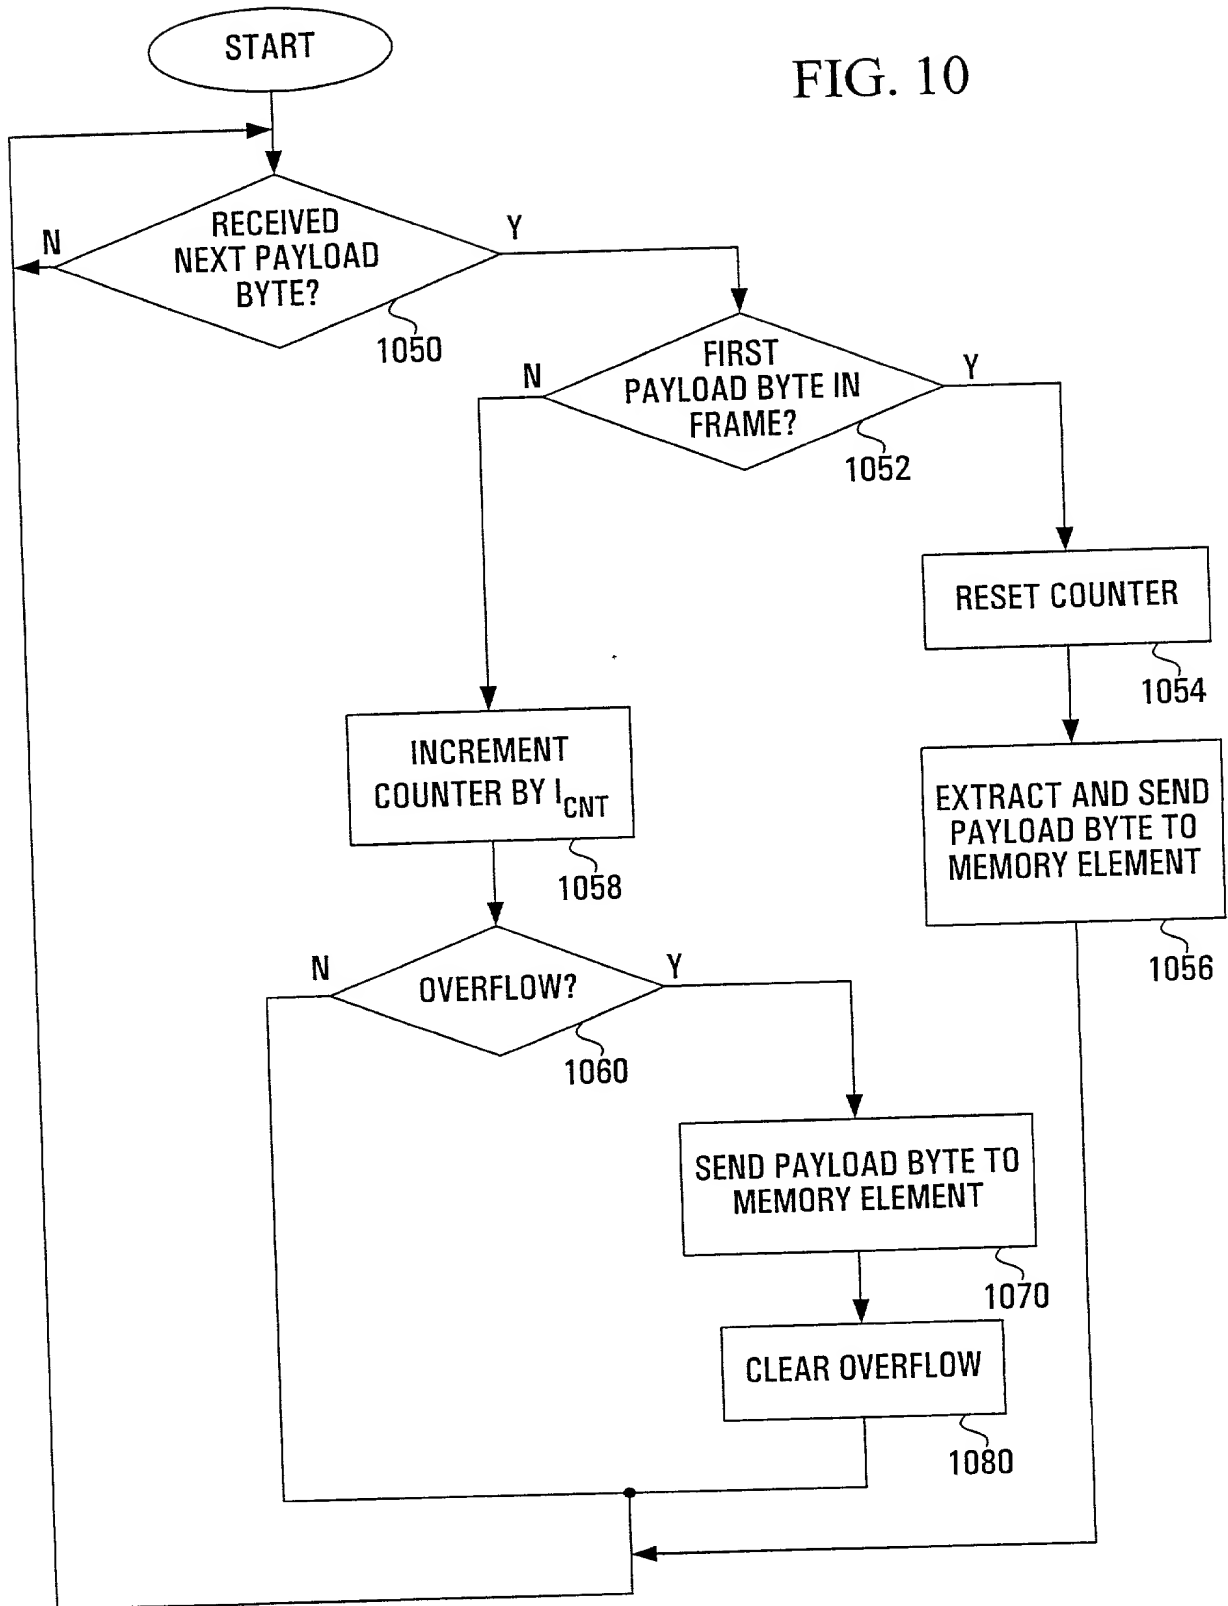 START
FIG. 10
N
RECEIVED
NEXT PAYLOAD
BYTE?
Y
1050
N
FIRST
PAYLOAD BYTE IN
FRAME?
Y
1052
RESET COUNTER
1054
INCREMENT
COUNTER BY I_CNT
1058
EXTRACT AND SEND
PAYLOAD BYTE TO
MEMORY ELEMENT
1056
N
OVERFLOW?
Y
1060
SEND PAYLOAD BYTE TO
MEMORY ELEMENT
1070
CLEAR OVERFLOW
1080